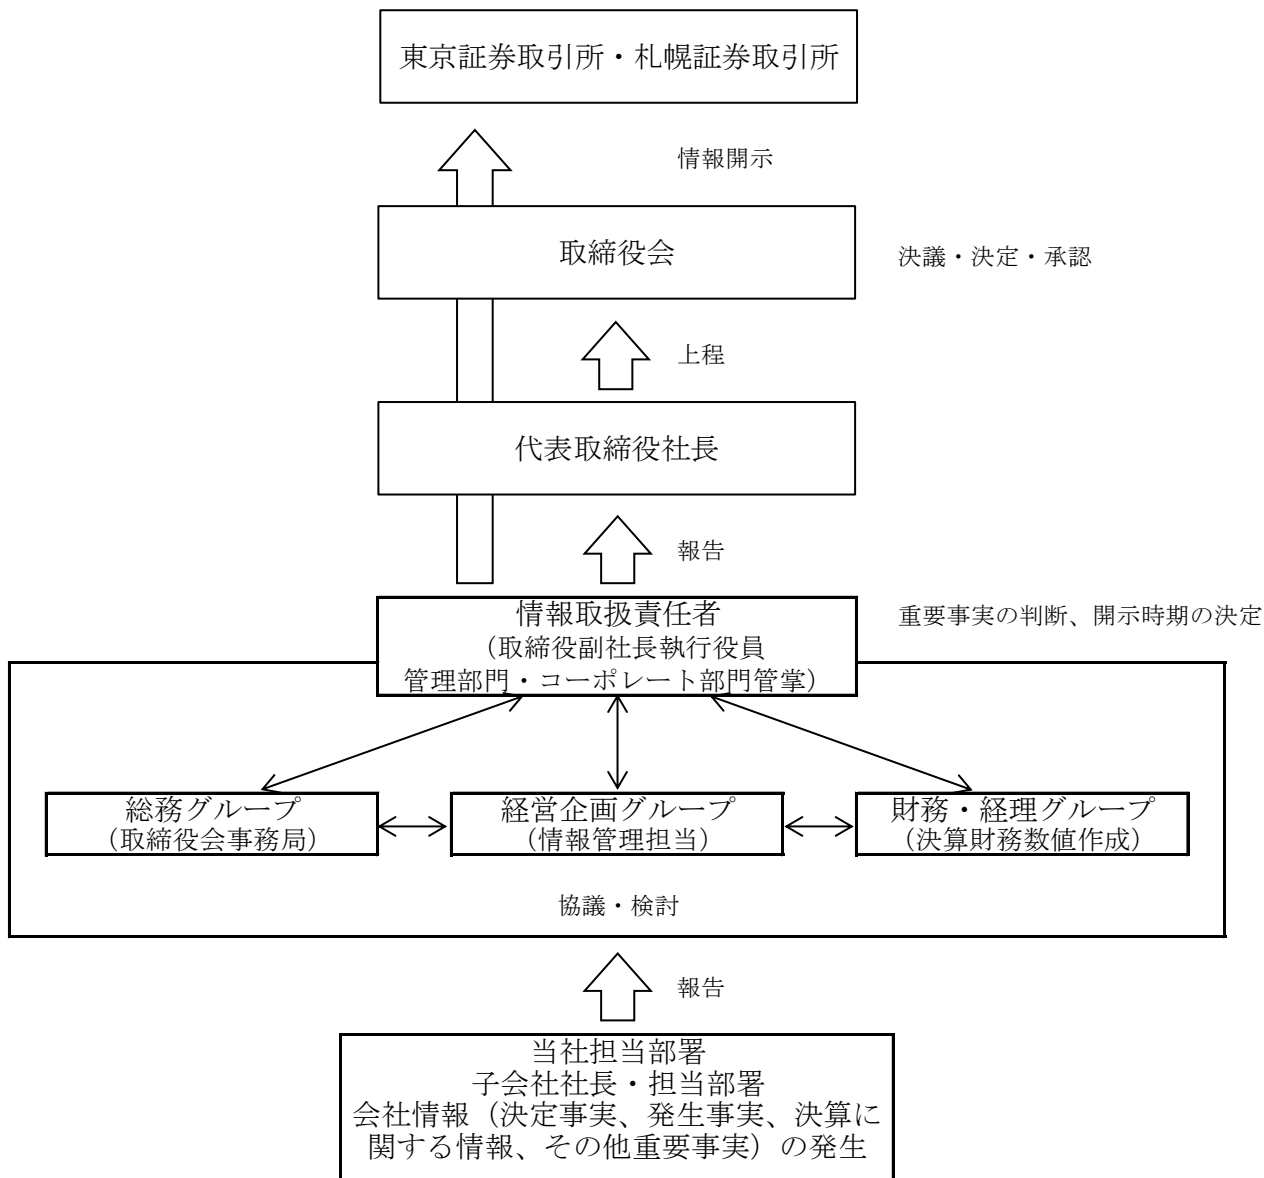 東京証券取引所・札幌証券取引所
情報開示
取締役会
決議・決定・承認
上程
代表取締役社長
報告
情報取扱責任者
（取締役副社長執行役員
管理部門・コーポレート部門管掌）
重要事実の判断、開示時期の決定
総務グループ
（取締役会事務局）
経営企画グループ
（情報管理担当）
財務・経理グループ
（決算財務数値作成）
協議・検討
報告
当社担当部署
子会社社長・担当部署
会社情報（決定事実、発生事実、決算に
関する情報、その他重要事実）の発生